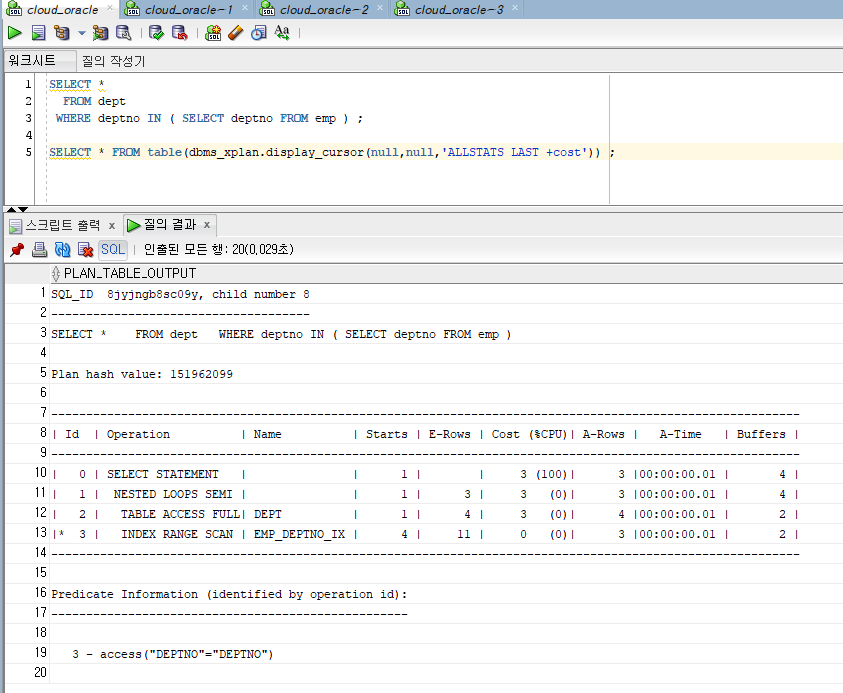 cloud_oracle × cloud_oracle~1 × cloud_oracle~2 × cloud_oracle~3 ×
워크시트 질의 작성기
1 SELECT *
2 FROM dept
3 WHERE deptno IN ( SELECT deptno FROM emp ) ;
4
5 SELECT * FROM table(dbms_xplan.display_cursor(null,null,'ALLSTATS LAST +cost')) ;
스크립트 출력 × 질의 결과 ×
SQL | 인출된 모든 행: 20(0,029초)
PLAN_TABLE_OUTPUT
1 SQL_ID  8jyjngb8sc09y, child number 8
2 -------------------------------------
3 SELECT *    FROM dept   WHERE deptno IN ( SELECT deptno FROM emp )
4
5 Plan hash value: 151962099
6
7 -----------------------------------------------------------------------------------------------------------
8 | Id  | Operation          | Name          | Starts | E-Rows | Cost (%CPU)| A-Rows |   A-Time   | Buffers |
9 -----------------------------------------------------------------------------------------------------------
10 |   0 | SELECT STATEMENT   |               |      1 |        |     3 (100)|      3 |00:00:00.01 |       4 |
11 |   1 |  NESTED LOOPS SEMI |               |      1 |      3 |     3   (0)|      3 |00:00:00.01 |       4 |
12 |   2 |   TABLE ACCESS FULL| DEPT          |      1 |      4 |     3   (0)|      4 |00:00:00.01 |       2 |
13 |*  3 |   INDEX RANGE SCAN | EMP_DEPTNO_IX |      4 |     11 |     0   (0)|      3 |00:00:00.01 |       2 |
14 -----------------------------------------------------------------------------------------------------------
15
16 Predicate Information (identified by operation id):
17 ---------------------------------------------------
18
19    3 - access("DEPTNO"="DEPTNO")
20